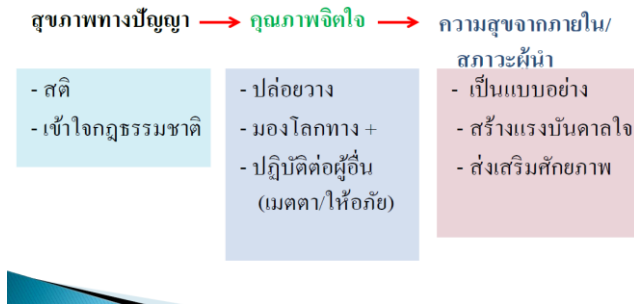 สุขภาพทางปัญญา → คุณภาพจิตใจ → ความสุขจากภายใน/
สภาวะผู้นำ
- สติ
- เข้าใจกฎธรรมชาติ
- ปล่อยวาง
- มองโลกทาง +
- ปฏิบัติต่อผู้อื่น
(เมตตา/ให้อภัย)
- เป็นแบบอย่าง
- สร้างแรงบันดาลใจ
- ส่งเสริมศักยภาพ